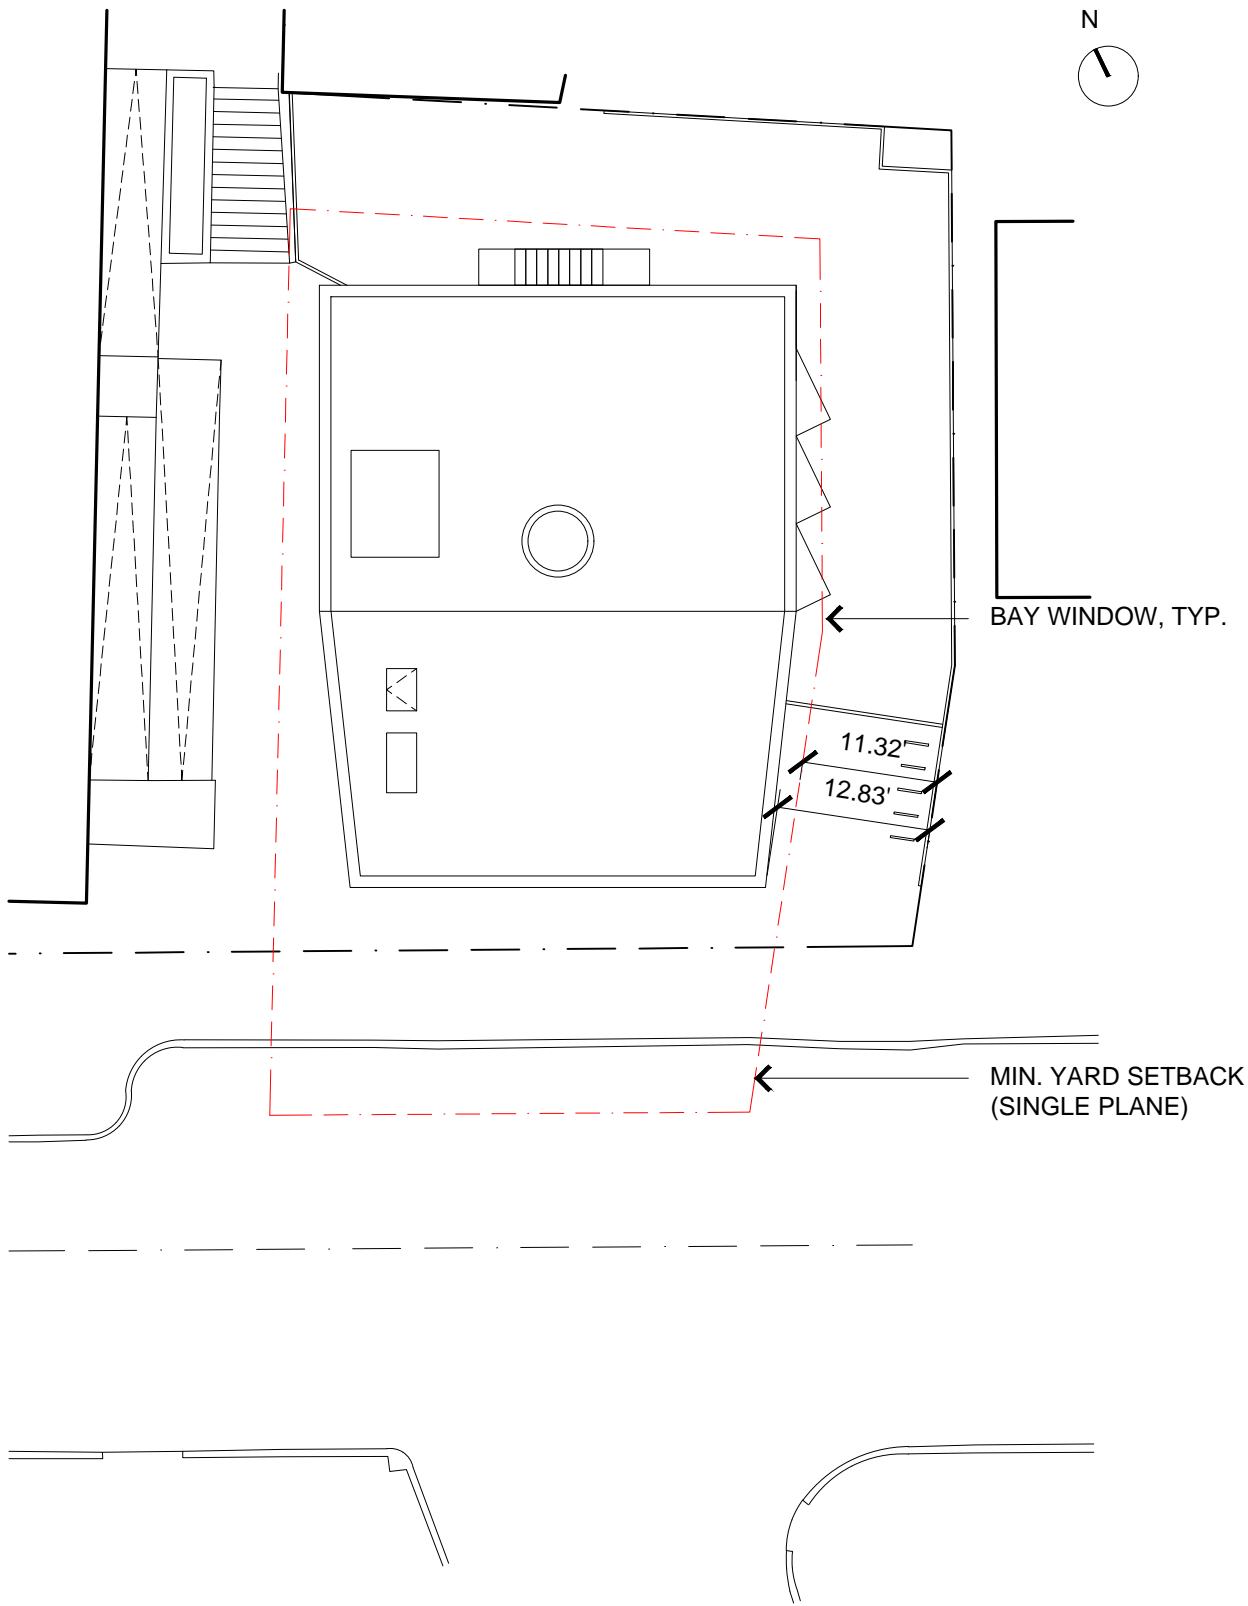 N
BAY WINDOW, TYP.
11.32'
12.83'
MIN. YARD SETBACK
(SINGLE PLANE)